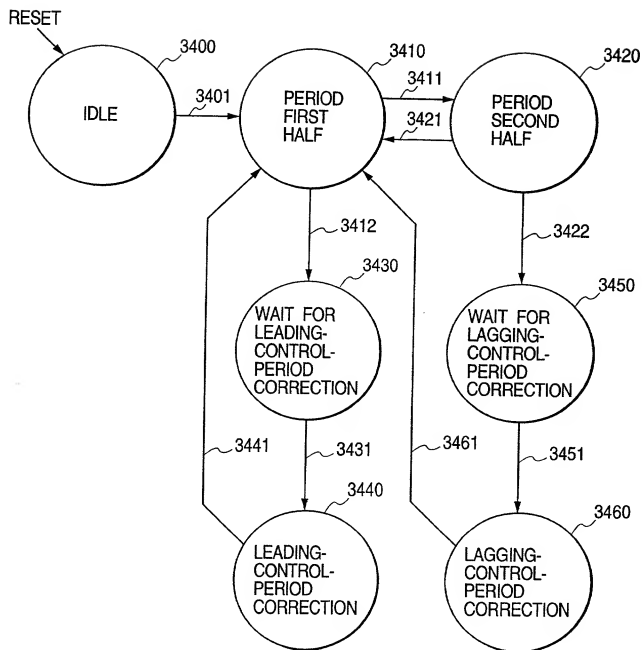 RESET
3400
IDLE
3401
3410
PERIOD
FIRST
HALF
3411
3421
3420
PERIOD
SECOND
HALF
3412
3422
3430
WAIT FOR
LEADING-
CONTROL-
PERIOD
CORRECTION
3450
WAIT FOR
LAGGING-
CONTROL-
PERIOD
CORRECTION
3441
3431
3461
3451
3440
LEADING-
CONTROL-
PERIOD
CORRECTION
3460
LAGGING-
CONTROL-
PERIOD
CORRECTION